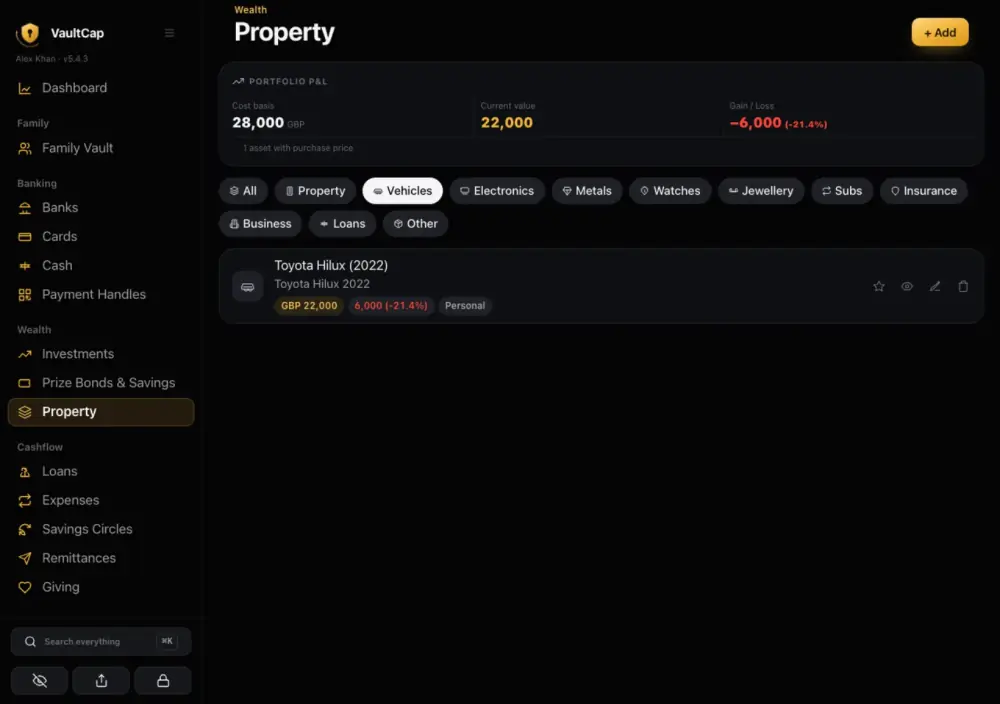 VaultCap
Alex Khan · v5.4.3
Dashboard
Family
Family Vault
Banking
Banks
Cards
Cash
Payment Handles
Wealth
Investments
Prize Bonds & Savings
Property
Cashflow
Loans
Expenses
Savings Circles
Remittances
Giving
Search everything ⌘K
Wealth
Property
+ Add
PORTFOLIO P&L
Cost basis
28,000 GBP
Current value
22,000
Gain / Loss
−6,000 (-21.4%)
1 asset with purchase price
All Property Vehicles Electronics Metals Watches Jewellery Subs Insurance
Business Loans Other
Toyota Hilux (2022)
Toyota Hilux 2022
GBP 22,000 6,000 (-21.4%) Personal